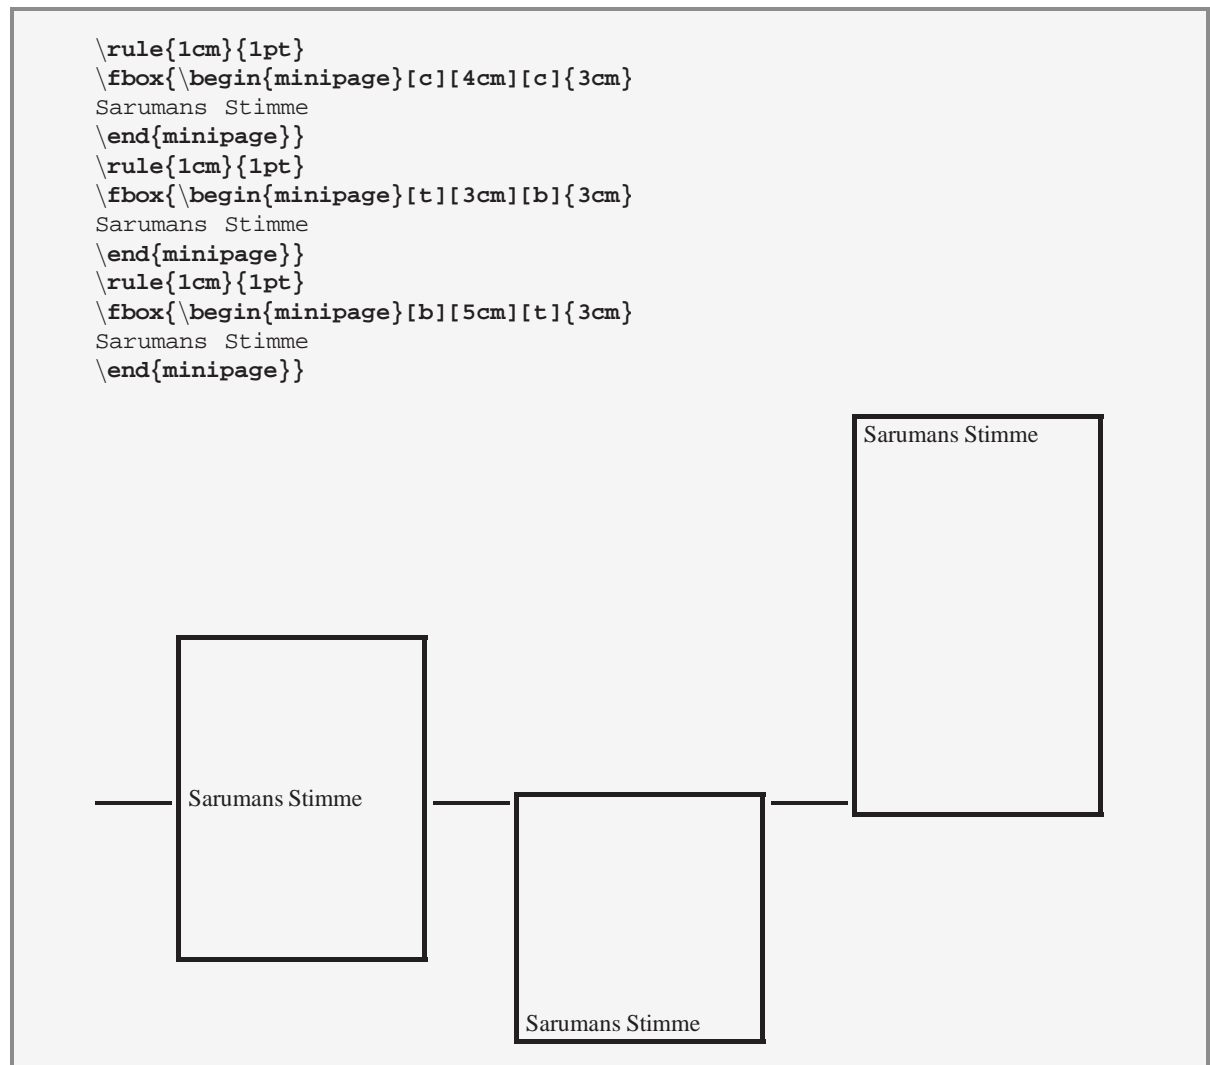 \rule{1cm}{1pt}
\fbox{\begin{minipage}[c][4cm][c]{3cm}
Sarumans Stimme
\end{minipage}}
\rule{1cm}{1pt}
\fbox{\begin{minipage}[t][3cm][b]{3cm}
Sarumans Stimme
\end{minipage}}
\rule{1cm}{1pt}
\fbox{\begin{minipage}[b][5cm][t]{3cm}
Sarumans Stimme
\end{minipage}}
Sarumans Stimme
Sarumans Stimme
Sarumans Stimme